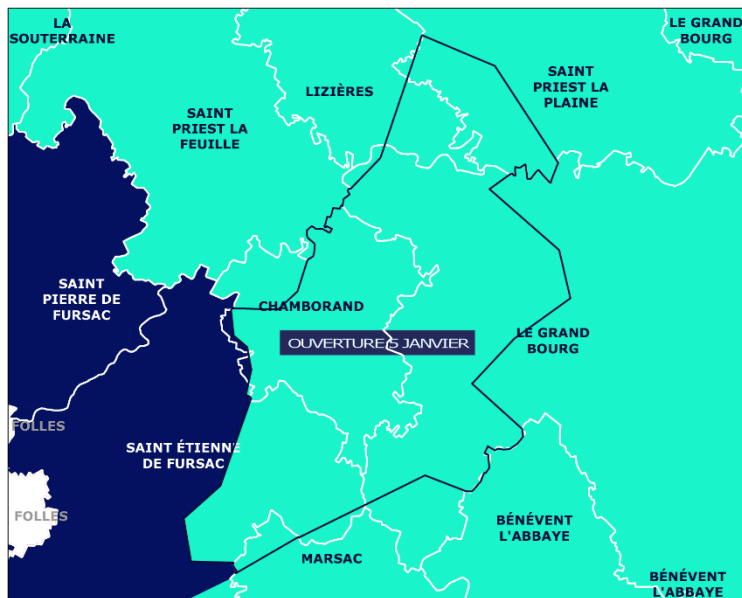 LA
SOUTERRAINE
LE GRAND
BOURG
LIZIÈRES
SAINT
PRIEST LA
PLAINE
SAINT
PRIEST LA
FEUILLE
SAINT
PIERRE DE
FURSAC
CHAMBORAND
OUVERTURE 5 JANVIER
LE GRAND
BOURG
FOLLES
SAINT ÉTIENNE
DE FURSAC
FOLLES
BÉNÉVENT
L'ABBAYE
MARSAC
BÉNÉVENT
L'ABBAYE